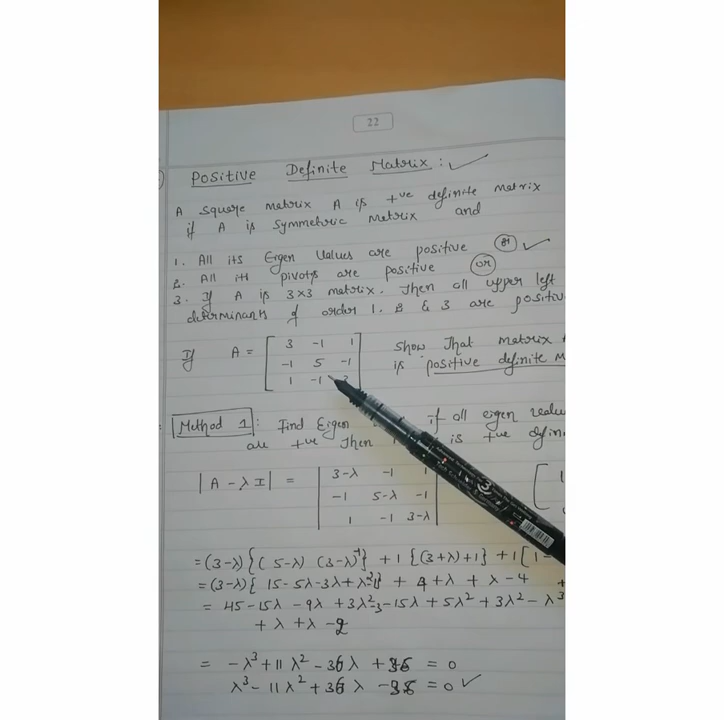 22
Positive Definite Matrix :
A square matrix A is +ve definite matrix
if A is symmetric matrix and
1. All its Eigen Values are positive or
2. All its pivots are positive or
3. If A is 3×3 matrix. Then all upper left
determinants of order 1. 2 & 3 are positiv
If A = [ 3 -1 1 show that matrix
-1 5 -1 is positive definite M
1 -1 3 ]
Method 1 : Find Eigen if all eigen
are +ve Then is +ve defin
|A - λI| = | 3-λ -1 1
-1 5-λ -1
1 -1 3-λ | [ 1
= (3-λ){(5-λ)(3-λ)-1} + 1{(3+λ)+1} + 1[1-
= (3-λ){15-5λ-3λ+λ²-1} + 4+λ + λ-4 +
= 45-15λ-9λ+3λ²-3-15λ+5λ²+3λ²-λ³
+ λ + λ - 2
= -λ³+11λ²-36λ+36 = 0
λ³-11λ²+36λ-36 = 0